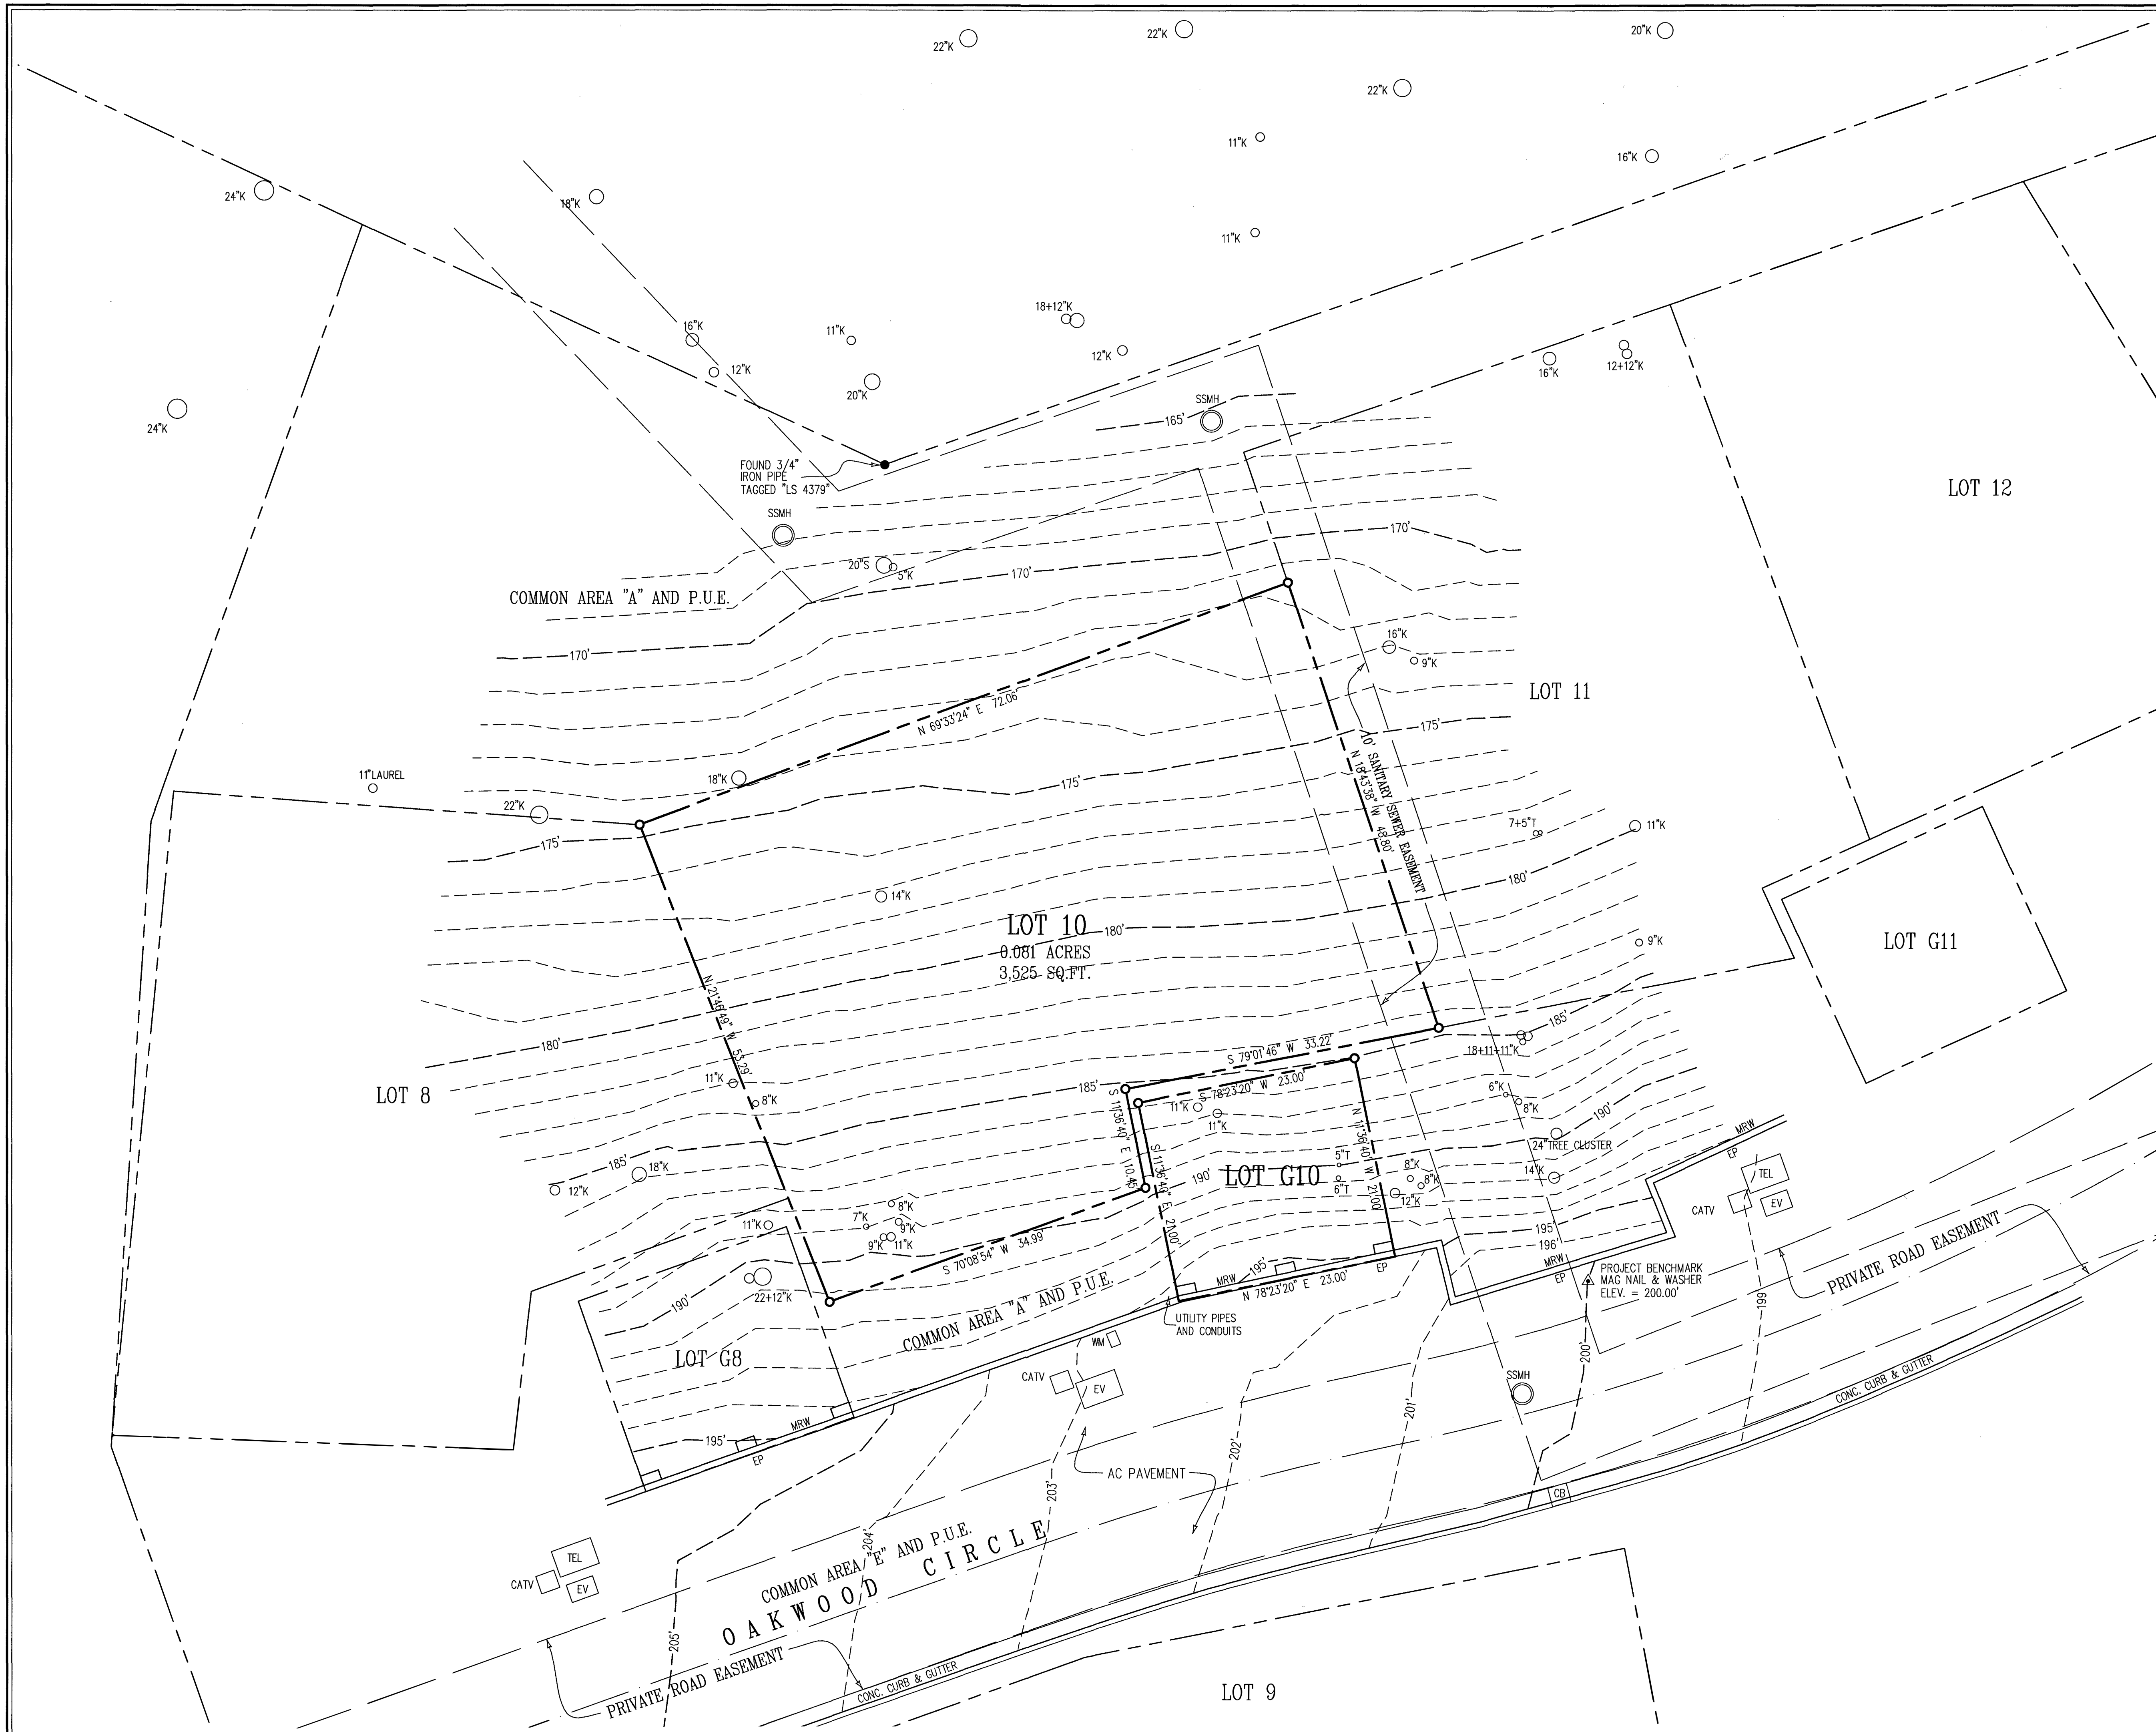 22"K
22"K
20"K
22"K
11"K
16"K
24"K
18"K
11"K
18+12"K
16"K
11"K
12"K
12"K
20"K
16"K
12+12"K
24"K
SSMH
165'
FOUND 3/4"
IRON PIPE
TAGGED "LS 4379"
LOT 12
SSMH
170'
20"S
5"K
170'
COMMON AREA "A" AND P.U.E.
170'
16"K
9"K
LOT 11
N 69°33'24" E 72.06'
175'
10' SANITARY SEWER EASEMENT
N 18°43'38" W 48.80'
11"LAUREL
18"K
175'
22"K
7+5"T
11"K
175'
180'
14"K
LOT 10
0.081 ACRES
3,525 SQ.FT.
180'
9"K
LOT G11
N 21°46'49" W 53.29'
180'
185'
S 79°01'46" W 33.22'
18+11+11"K
11"K
8"K
185'
LOT 8
S 78°23'20" W 23.00'
11"K
11"K
6"K
8"K
190'
S 11°36'40" E 10.45'
S 11°36'40" E 21.00'
N 11°36'40" W 21.00'
24"TREE CLUSTER
MRW
EP
185'
18"K
12"K
190'
LOT G10
5"T
6"T
8"K
8"K
12"K
14"K
TEL
EV
CATV
8"K
7"K
9"K
9"K
11"K
11"K
195'
196'
MRW
EP
S 70°08'54" W 34.99'
22+12"K
190'
COMMON AREA "A" AND P.U.E.
MRW
195'
EP
N 78°23'20" E 23.00'
PROJECT BENCHMARK
MAG NAIL & WASHER
ELEV. = 200.00'
PRIVATE ROAD EASEMENT
199'
UTILITY PIPES
AND CONDUITS
LOT G8
WM
CATV
EV
200'
SSMH
CONC. CURB & GUTTER
195'
MRW
EP
201'
202'
AC PAVEMENT
203'
CB
204'
TEL
CATV
EV
COMMON AREA "E" AND P.U.E.
OAKWOOD CIRCLE
205'
PRIVATE ROAD EASEMENT
CONC. CURB & GUTTER
LOT 9